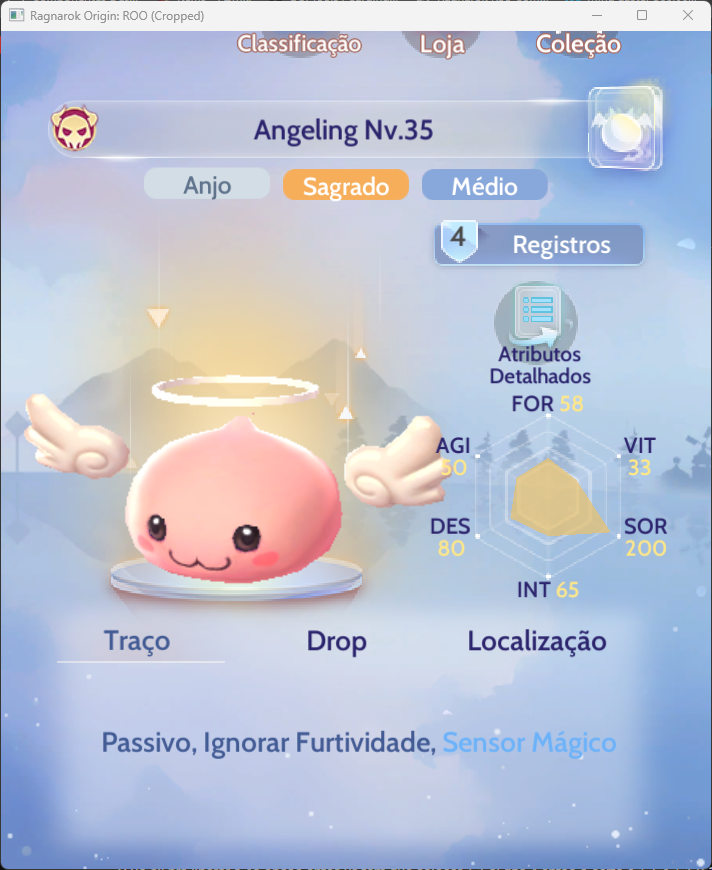 Ragnarok Origin: ROO (Cropped)
Classificação Loja Coleção
Angeling Nv.35
Anjo Sagrado Médio
4 Registros
Atributos
Detalhados
FOR 58
AGI VIT
50 33
DES SOR
80 200
INT 65
Traço Drop Localização
Passivo, Ignorar Furtividade, Sensor Mágico